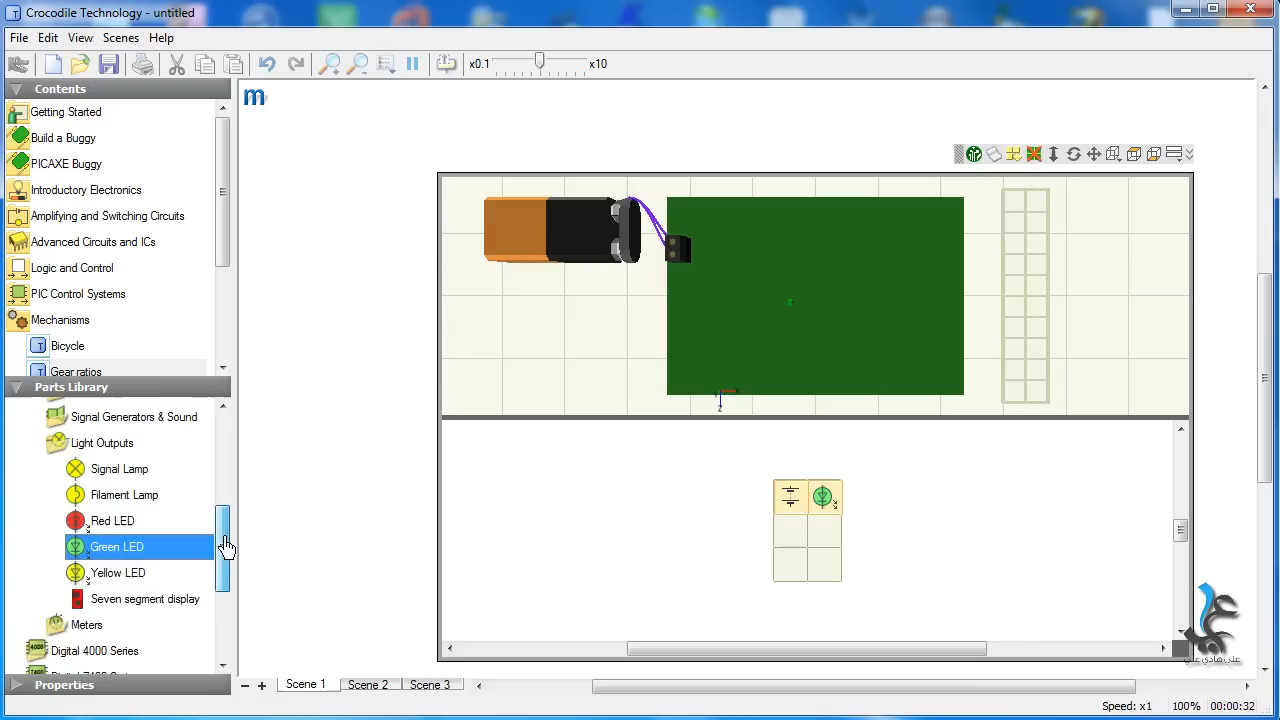 Crocodile Technology - untitled
File Edit View Scenes Help
x0.1 x10
Contents
m
Getting Started
Build a Buggy
PICAXE Buggy
Introductory Electronics
Amplifying and Switching Circuits
Advanced Circuits and ICs
Logic and Control
PIC Control Systems
Mechanisms
Bicycle
Gear ratios
Parts Library
Signal Generators & Sound
Light Outputs
Signal Lamp
Filament Lamp
Red LED
Green LED
Yellow LED
Seven segment display
Meters
Digital 4000 Series
Properties
Scene 1 Scene 2 Scene 3
علي هادي علي
Speed: x1 100% 00:00:32